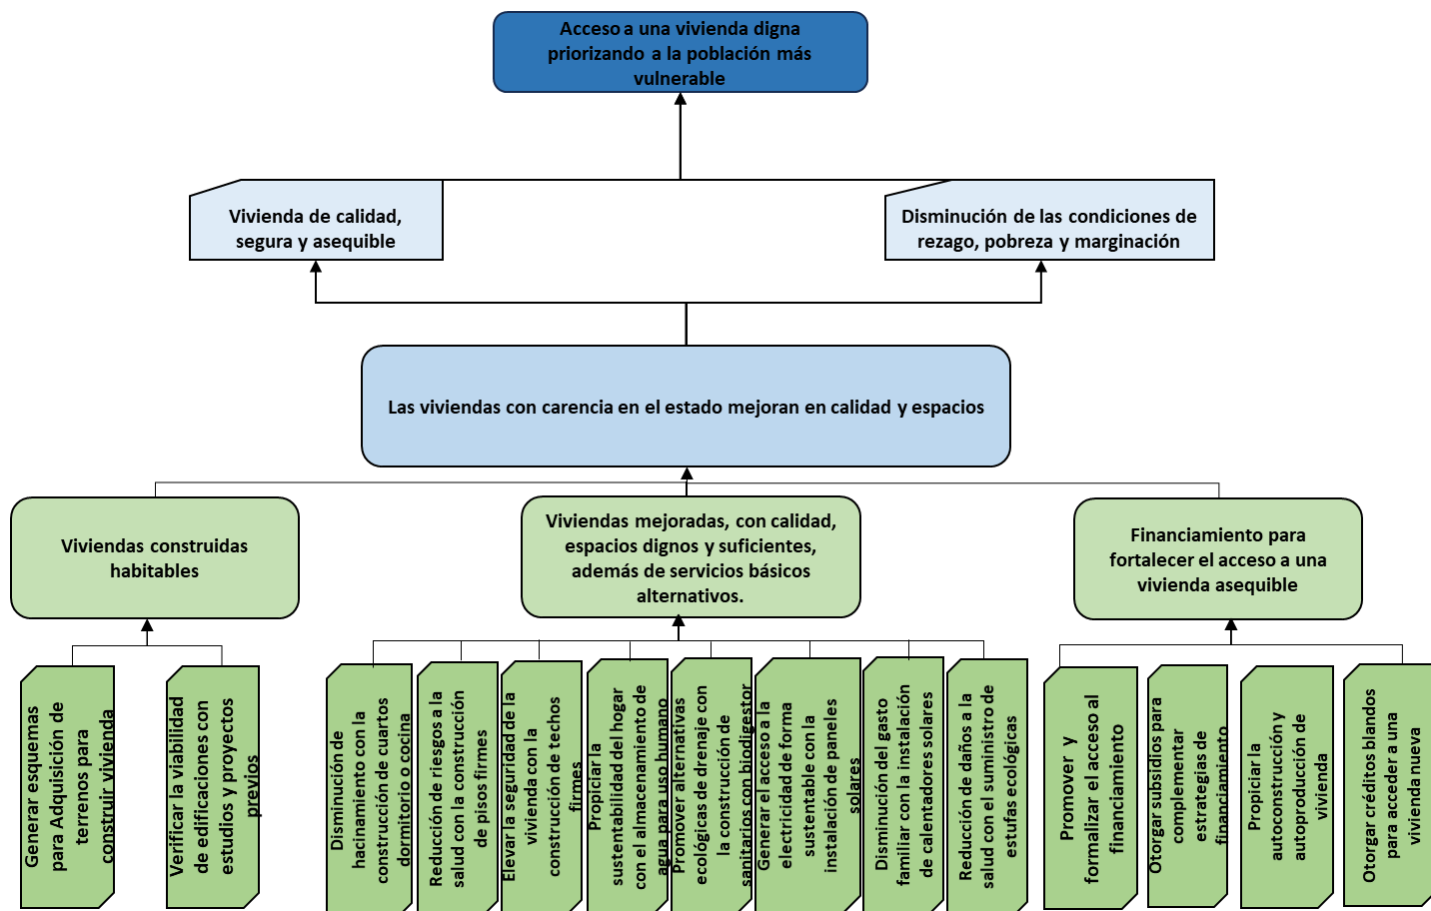 Acceso a una vivienda digna
priorizando a la población más
vulnerable
Vivienda de calidad,
segura y asequible
Disminución de las condiciones de
rezago, pobreza y marginación
Las viviendas con carencia en el estado mejoran en calidad y espacios
Viviendas construidas
habitables
Viviendas mejoradas, con calidad,
espacios dignos y suficientes,
además de servicios básicos
alternativos.
Financiamiento para
fortalecer el acceso a una
vivienda asequible
Generar esquemas
para Adquisición de
terrenos para
construir vivienda
Verificar la viabilidad
de edificaciones con
estudios y proyectos
previos
Disminución de
hacinamiento con la
construcción de cuartos
dormitorio o cocina
Reducción de riesgos a la
salud con la construcción
de pisos firmes
Elevar la seguridad de la
vivienda con la
construcción de techos
firmes
Propiciar la
sustentabilidad del hogar
con el almacenamiento de
agua para uso humano
Promover alternativas
ecológicas de drenaje con
la construcción de
sanitarios con biodigestor
Generar el acceso a la
electricidad de forma
sustentable con la
instalación de paneles
solares
Disminución del gasto
familiar con la instalación
de calentadores solares
Reducción de daños a la
salud con el suministro de
estufas ecológicas
Promover y
formalizar el acceso al
financiamiento
Otorgar subsidios para
complementar
estrategias de
financiamiento
Propiciar la
autoconstrucción y
autoproducción de
vivienda
Otorgar créditos blandos
para acceder a una
vivienda nueva